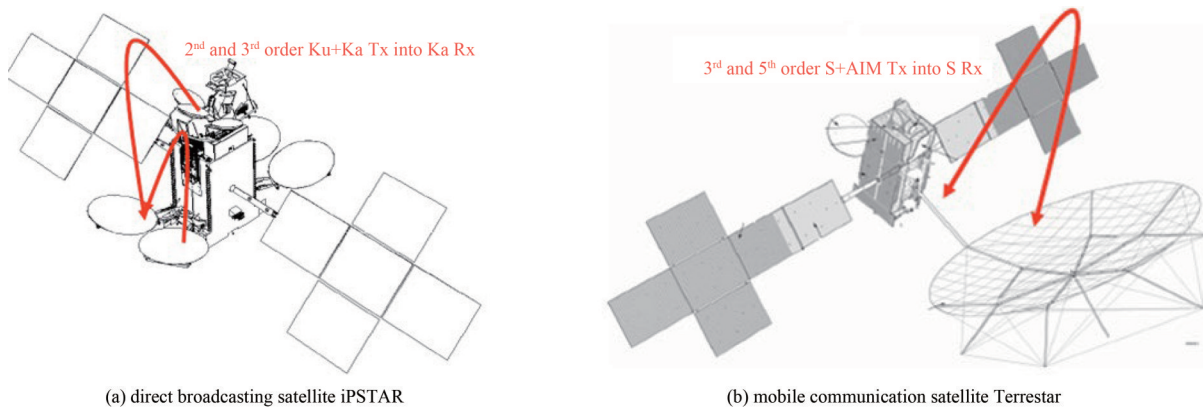 2nd and 3rd order Ku+Ka Tx into Ka Rx
3rd and 5th order S+AIM Tx into S Rx
(a) direct broadcasting satellite iPSTAR
(b) mobile communication satellite Terrestar